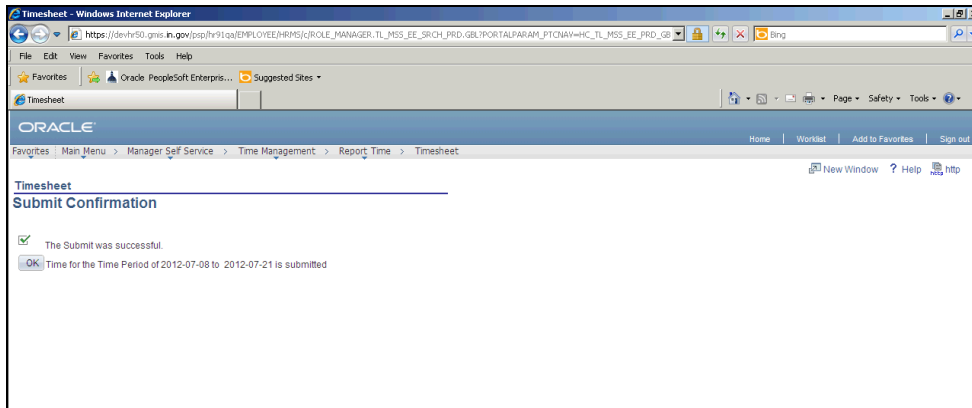 Timesheet - Windows Internet Explorer
https://devhr50.gmis.in.gov/psp/hr91qa/EMPLOYEE/HRMS/c/ROLE_MANAGER.TL_MSS_EE_SRCH_PRD.GBL?PORTALPARAM_PTCNAV=HC_TL_MSS_EE_PRD_GB Bing
File Edit View Favorites Tools Help
Favorites Oracle PeopleSoft Enterpris... Suggested Sites
Timesheet Page Safety Tools
ORACLE
Home | Worklist | Add to Favorites | Sign out
Favorites Main Menu > Manager Self Service > Time Management > Report Time > Timesheet
New Window ? Help http
Timesheet
Submit Confirmation
The Submit was successful.
OK Time for the Time Period of 2012-07-08 to 2012-07-21 is submitted